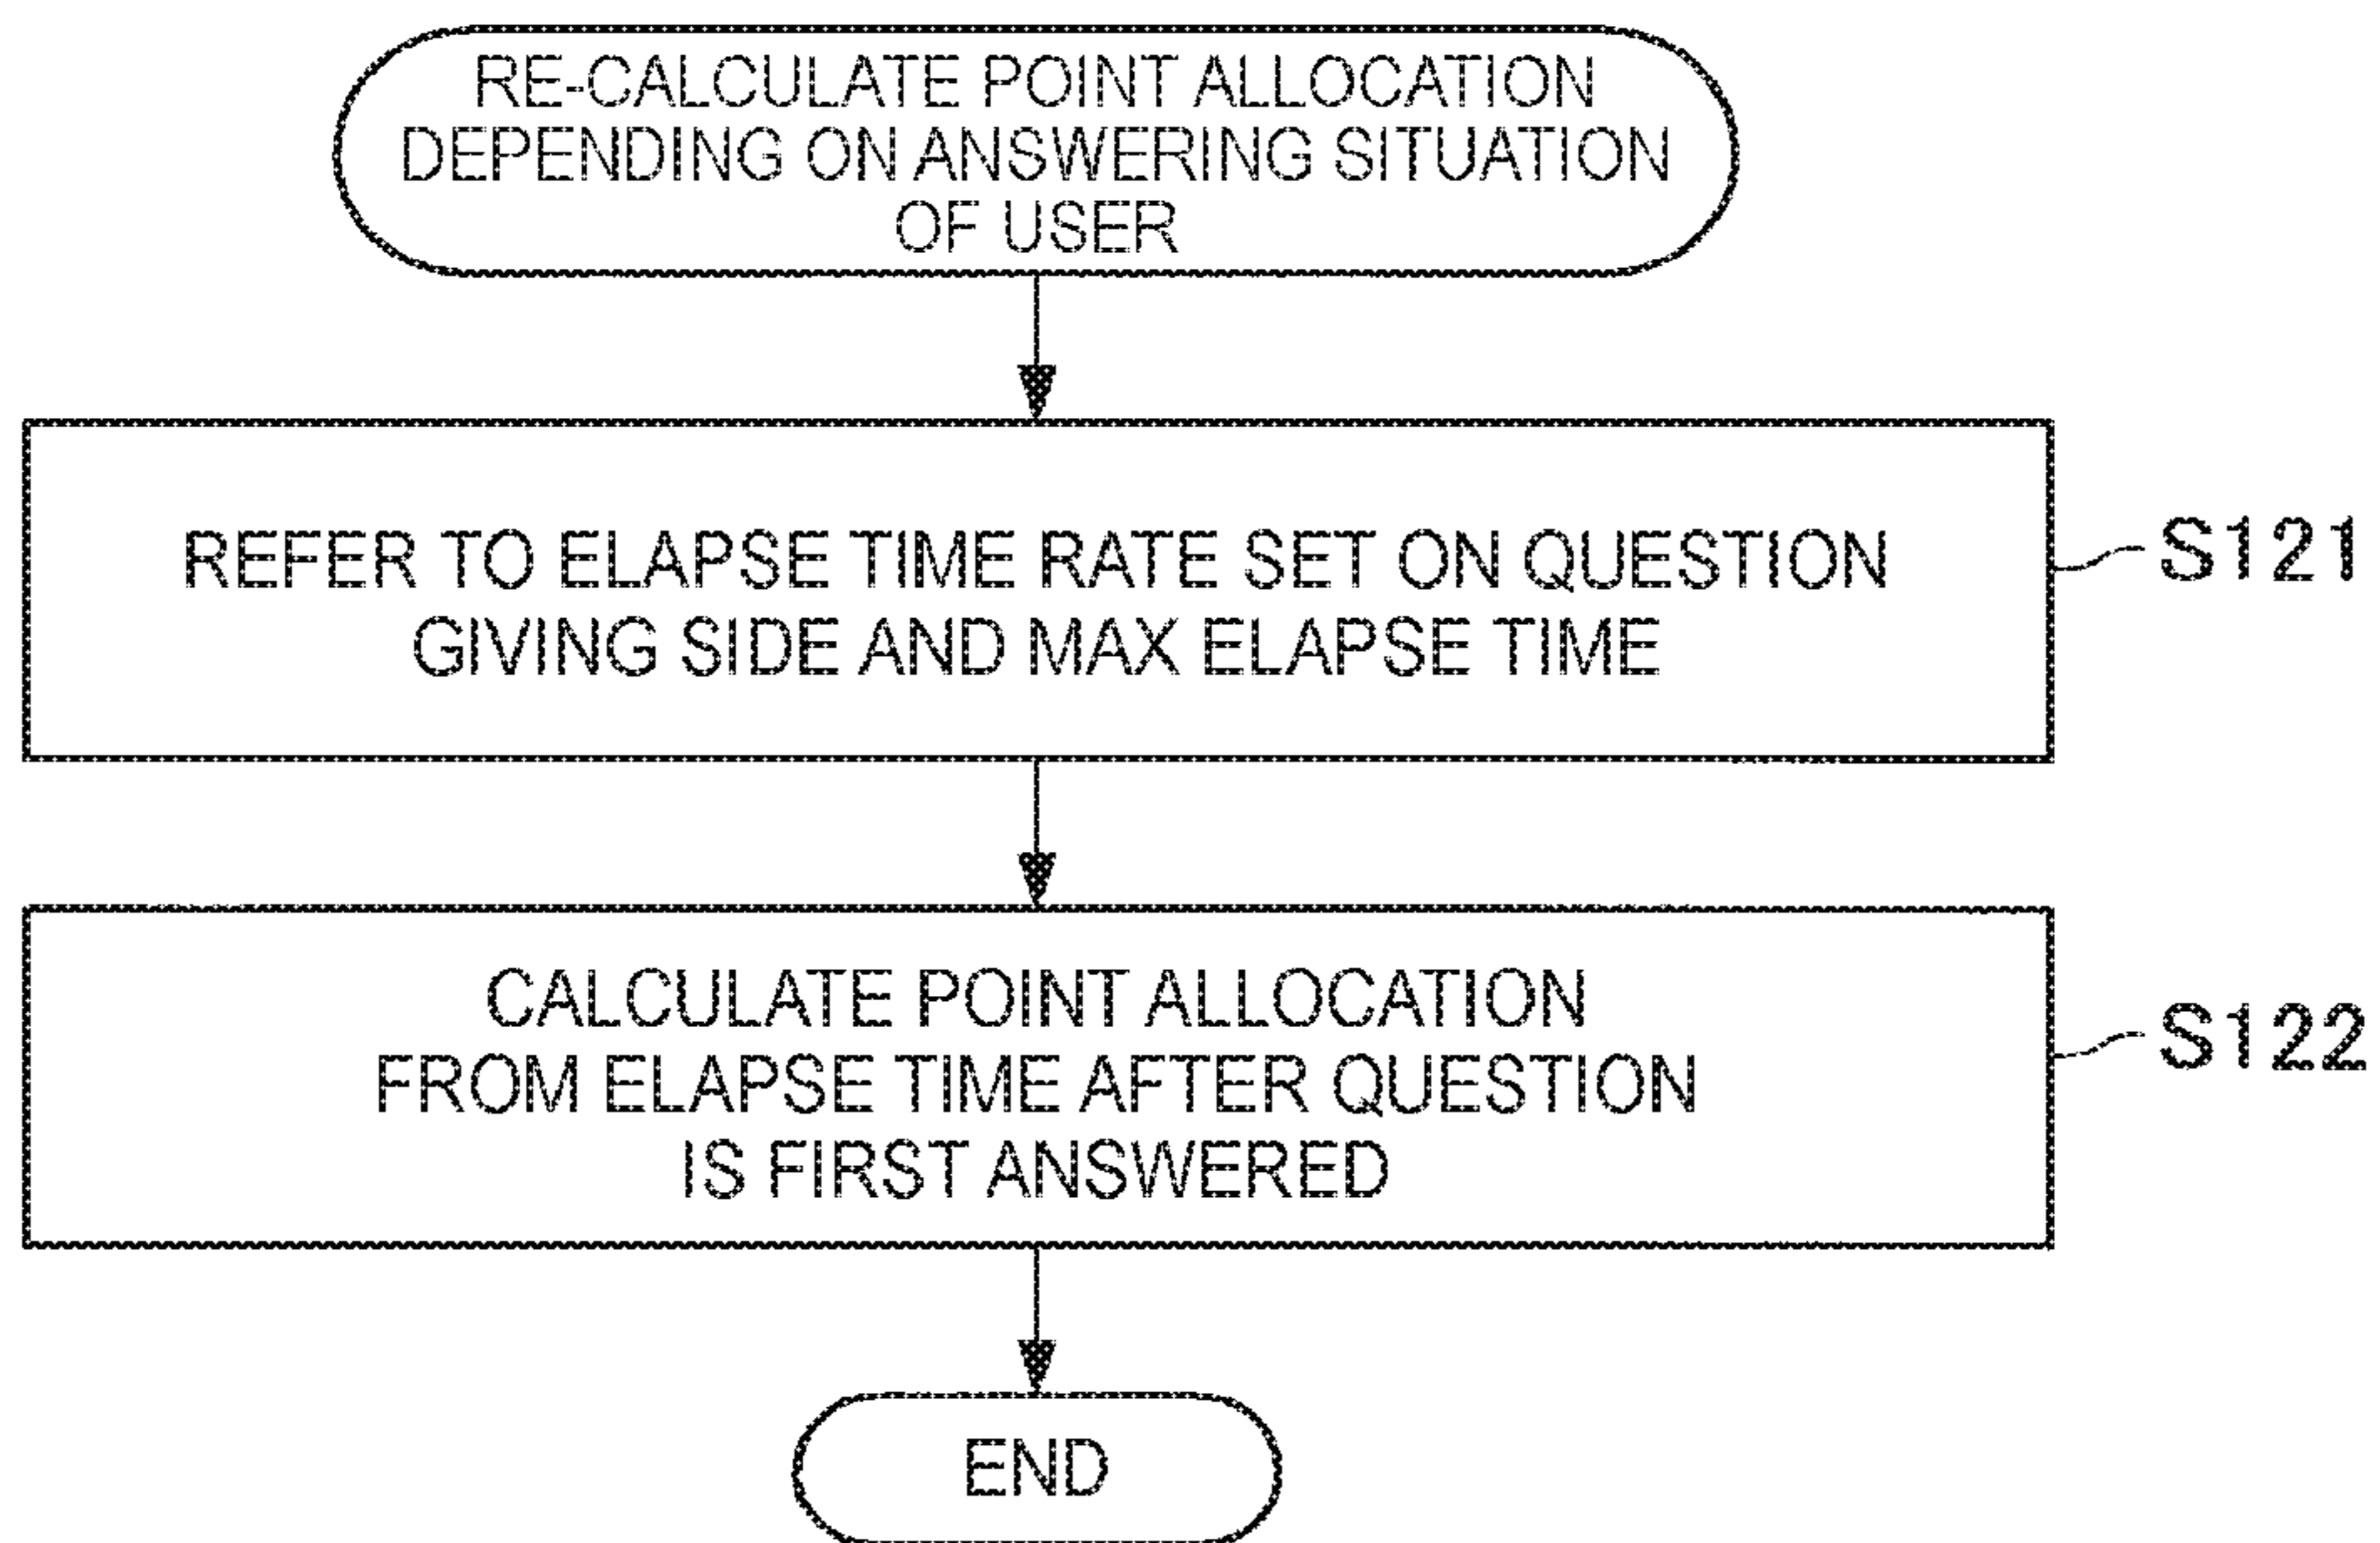 RE-CALCULATE POINT ALLOCATION
DEPENDING ON ANSWERING SITUATION
OF USER
REFER TO ELAPSE TIME RATE SET ON QUESTION
GIVING SIDE AND MAX ELAPSE TIME
S121
CALCULATE POINT ALLOCATION
FROM ELAPSE TIME AFTER QUESTION
IS FIRST ANSWERED
S122
END